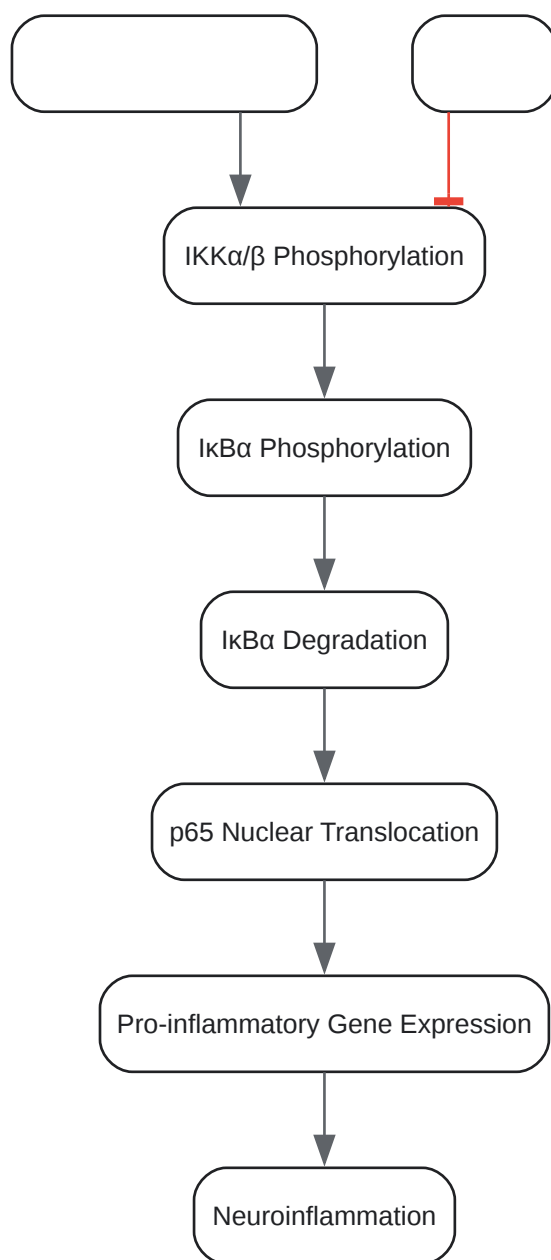 IKKα/β Phosphorylation
IκBα Phosphorylation
IκBα Degradation
p65 Nuclear Translocation
Pro-inflammatory Gene Expression
Neuroinflammation